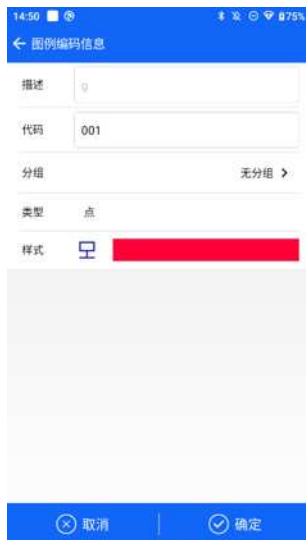 14:50 75%
图例编码信息
描述 g
代码 001
分组 无分组
类型 点
样式
取消 确定